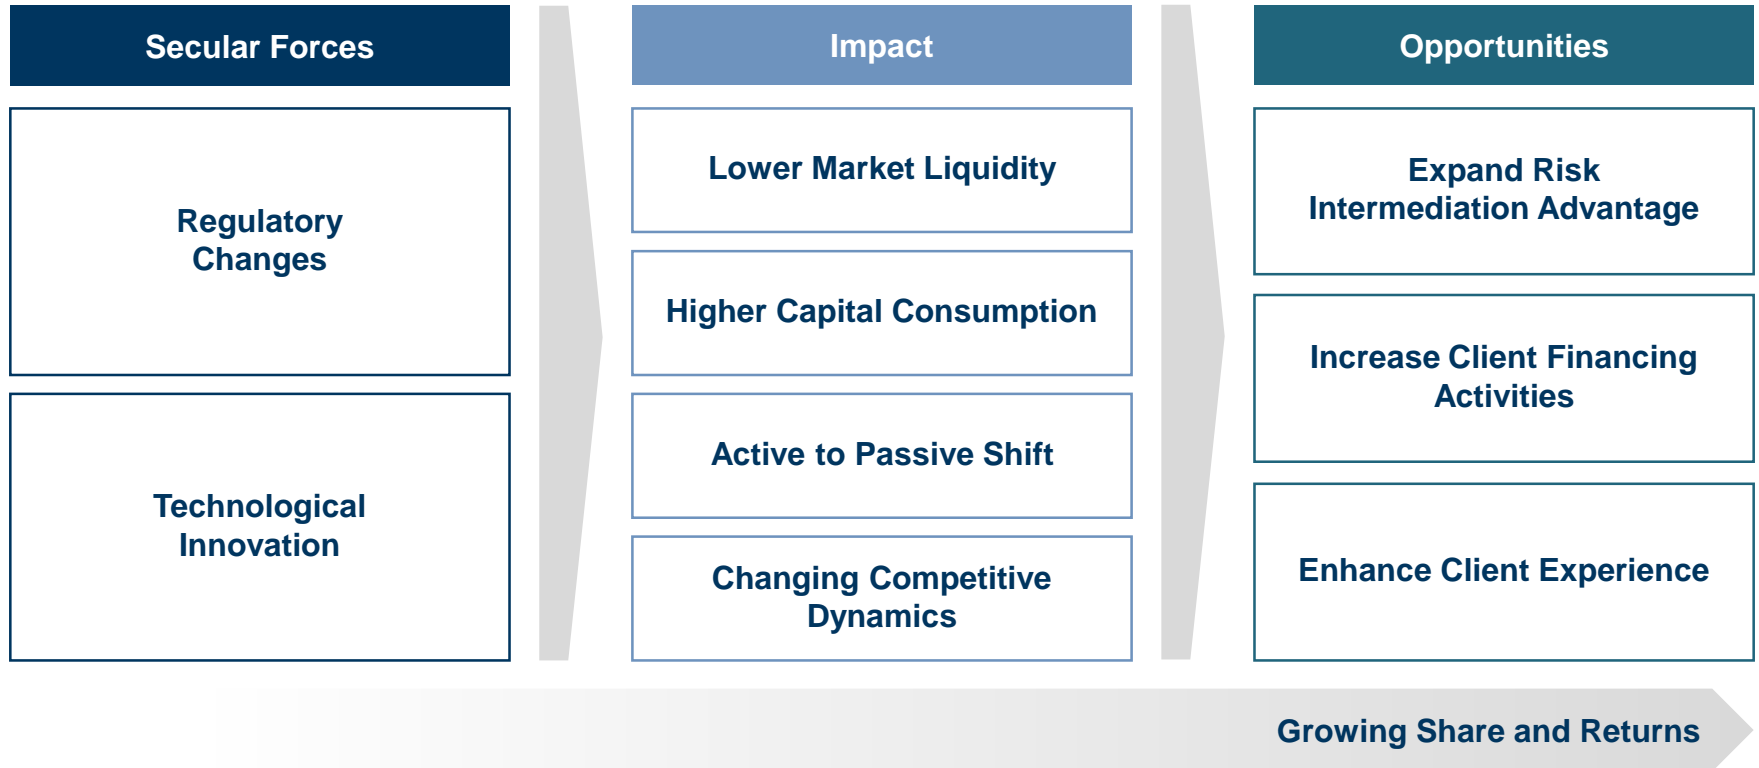 Secular Forces
Regulatory
Changes
Technological
Innovation
Impact
Lower Market Liquidity
Higher Capital Consumption
Active to Passive Shift
Changing Competitive
Dynamics
Opportunities
Expand Risk
Intermediation Advantage
Increase Client Financing
Activities
Enhance Client Experience
Growing Share and Returns